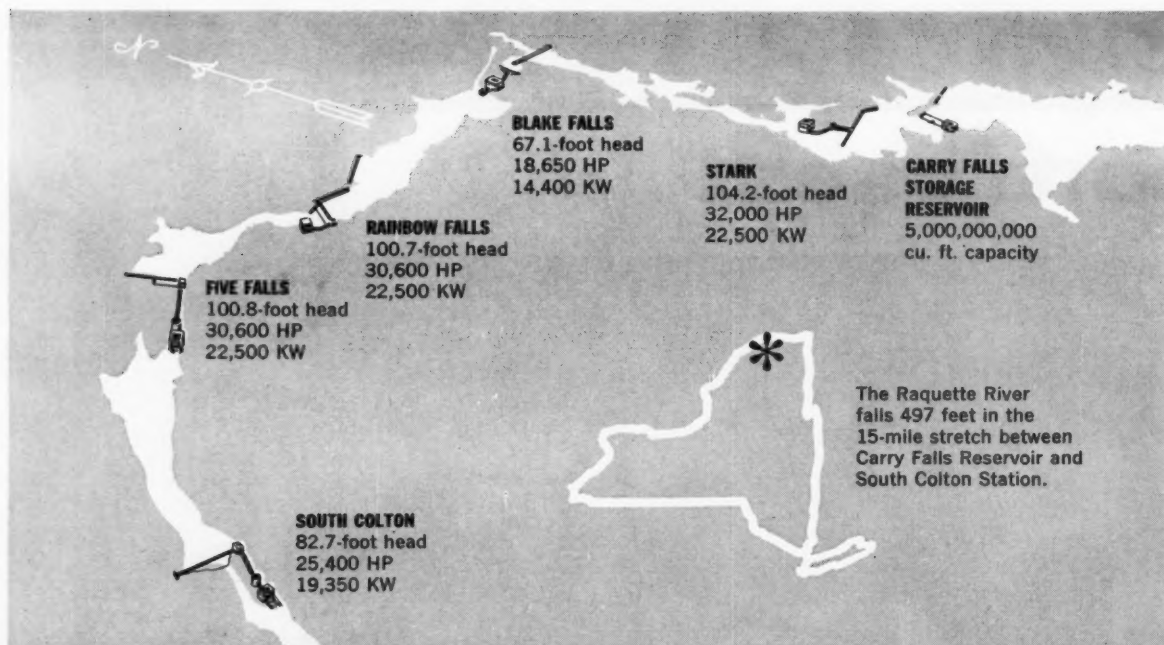 N
BLAKE FALLS
67.1-foot head
18,650 HP
14,400 KW
STARK
104.2-foot head
32,000 HP
22,500 KW
CARRY FALLS
STORAGE
RESERVOIR
5,000,000,000
cu. ft. capacity
RAINBOW FALLS
100.7-foot head
30,600 HP
22,500 KW
FIVE FALLS
100.8-foot head
30,600 HP
22,500 KW
The Raquette River
falls 497 feet in the
15-mile stretch between
Carry Falls Reservoir and
South Colton Station.
SOUTH COLTON
82.7-foot head
25,400 HP
19,350 KW